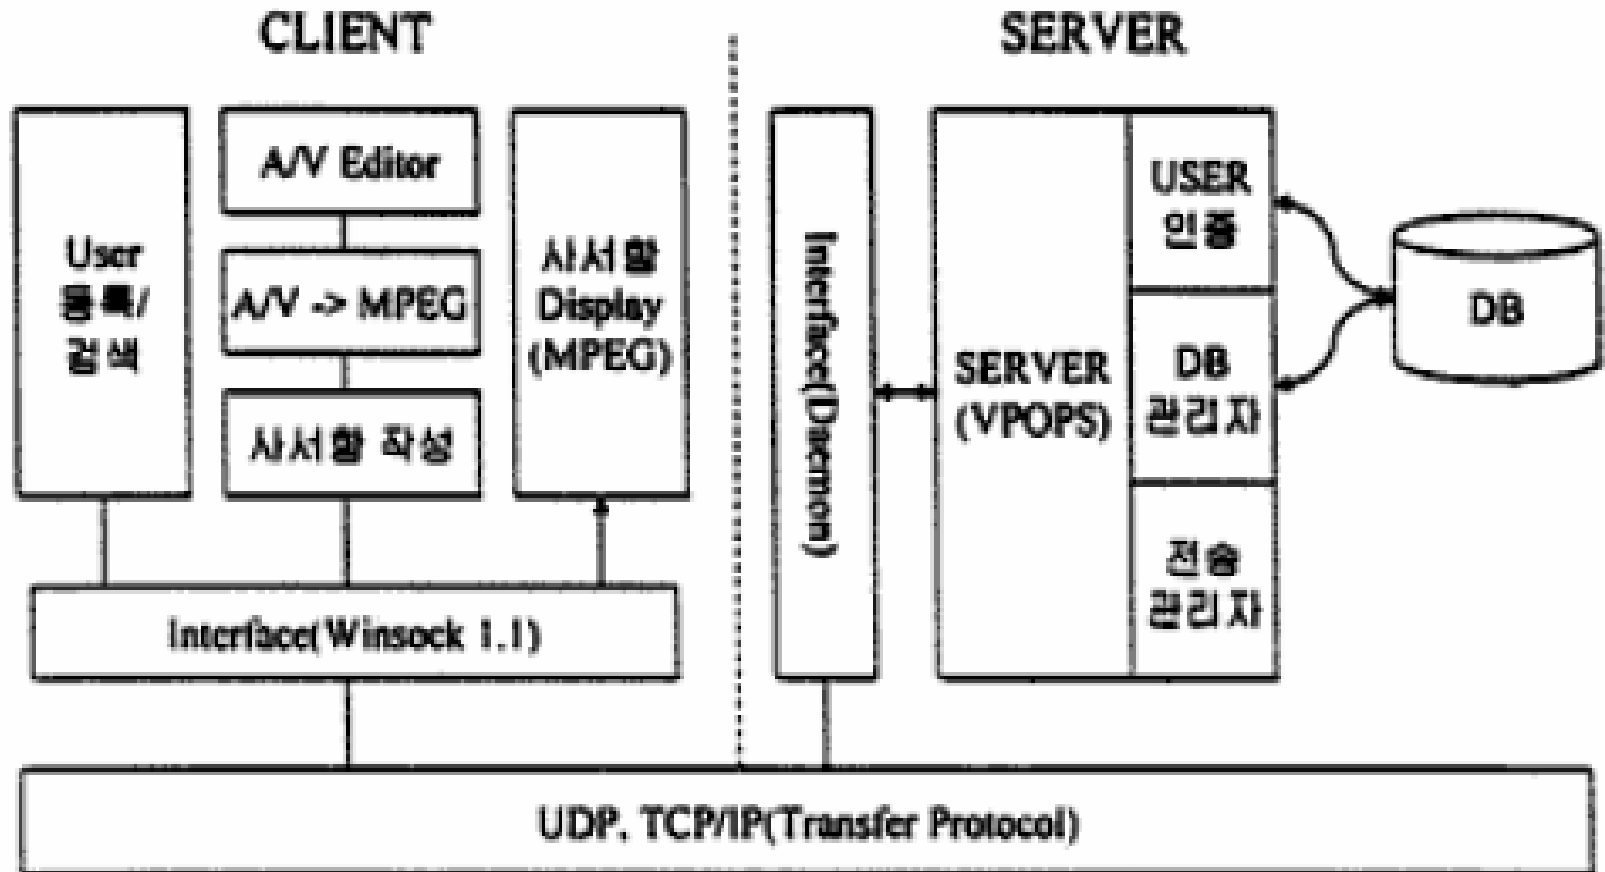 CLIENT
SERVER
User
등록/
검색
A/V Editor
A/V -> MPEG
사서함 작성
사서함
Display
(MPEG)
Interface(Winsock 1.1)
Interface(Daemon)
SERVER
(VPOPS)
USER
인증
DB
관리자
전송
관리자
DB
UDP, TCP/IP(Transfer Protocol)